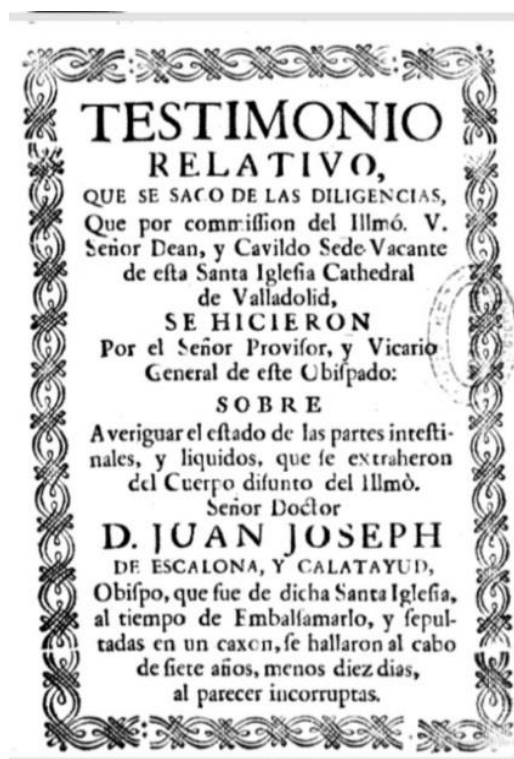 TESTIMONIO
RELATIVO,
QUE SE SACO DE LAS DILIGENCIAS,
Que por commiſſion del Illmó. V.
Señor Dean, y Cavildo Sede-Vacante
de eſta Santa Igleſia Cathedral
de Valladolid,
SE HICIERON
Por el Señor Proviſor, y Vicario
General de eſte Obiſpado:
SOBRE
Averiguar el eſtado de las partes inteſti-
nales, y liquidos, que ſe extraheron
del Cuerpo difunto del Illmò.
Señor Doctor
D. JUAN JOSEPH
DE ESCALONA, Y CALATAYUD,
Obiſpo, que fue de dicha Santa Igleſia,
al tiempo de Embalſamarlo, y ſepul-
tadas en un caxon, ſe hallaron al cabo
de ſiete años, menos diez dias,
al parecer incorruptas.